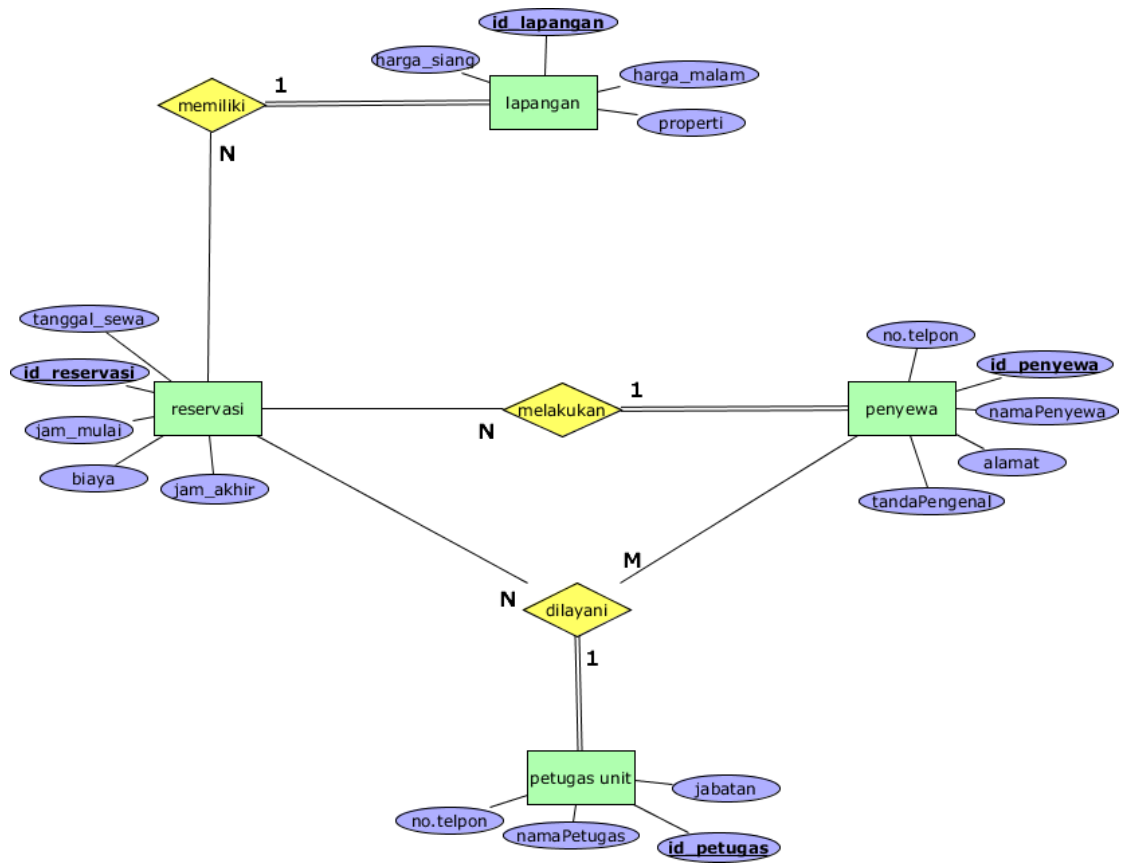 id_lapangan
harga_siang
harga_malam
1
memiliki
lapangan
properti
N
tanggal_sewa
no.telpon
id_reservasi
id_penyewa
1
reservasi
melakukan
penyewa
namaPenyewa
jam_mulai
N
alamat
biaya
jam_akhir
tandaPengenal
M
N
dilayani
1
petugas unit
jabatan
no.telpon
namaPetugas
id_petugas